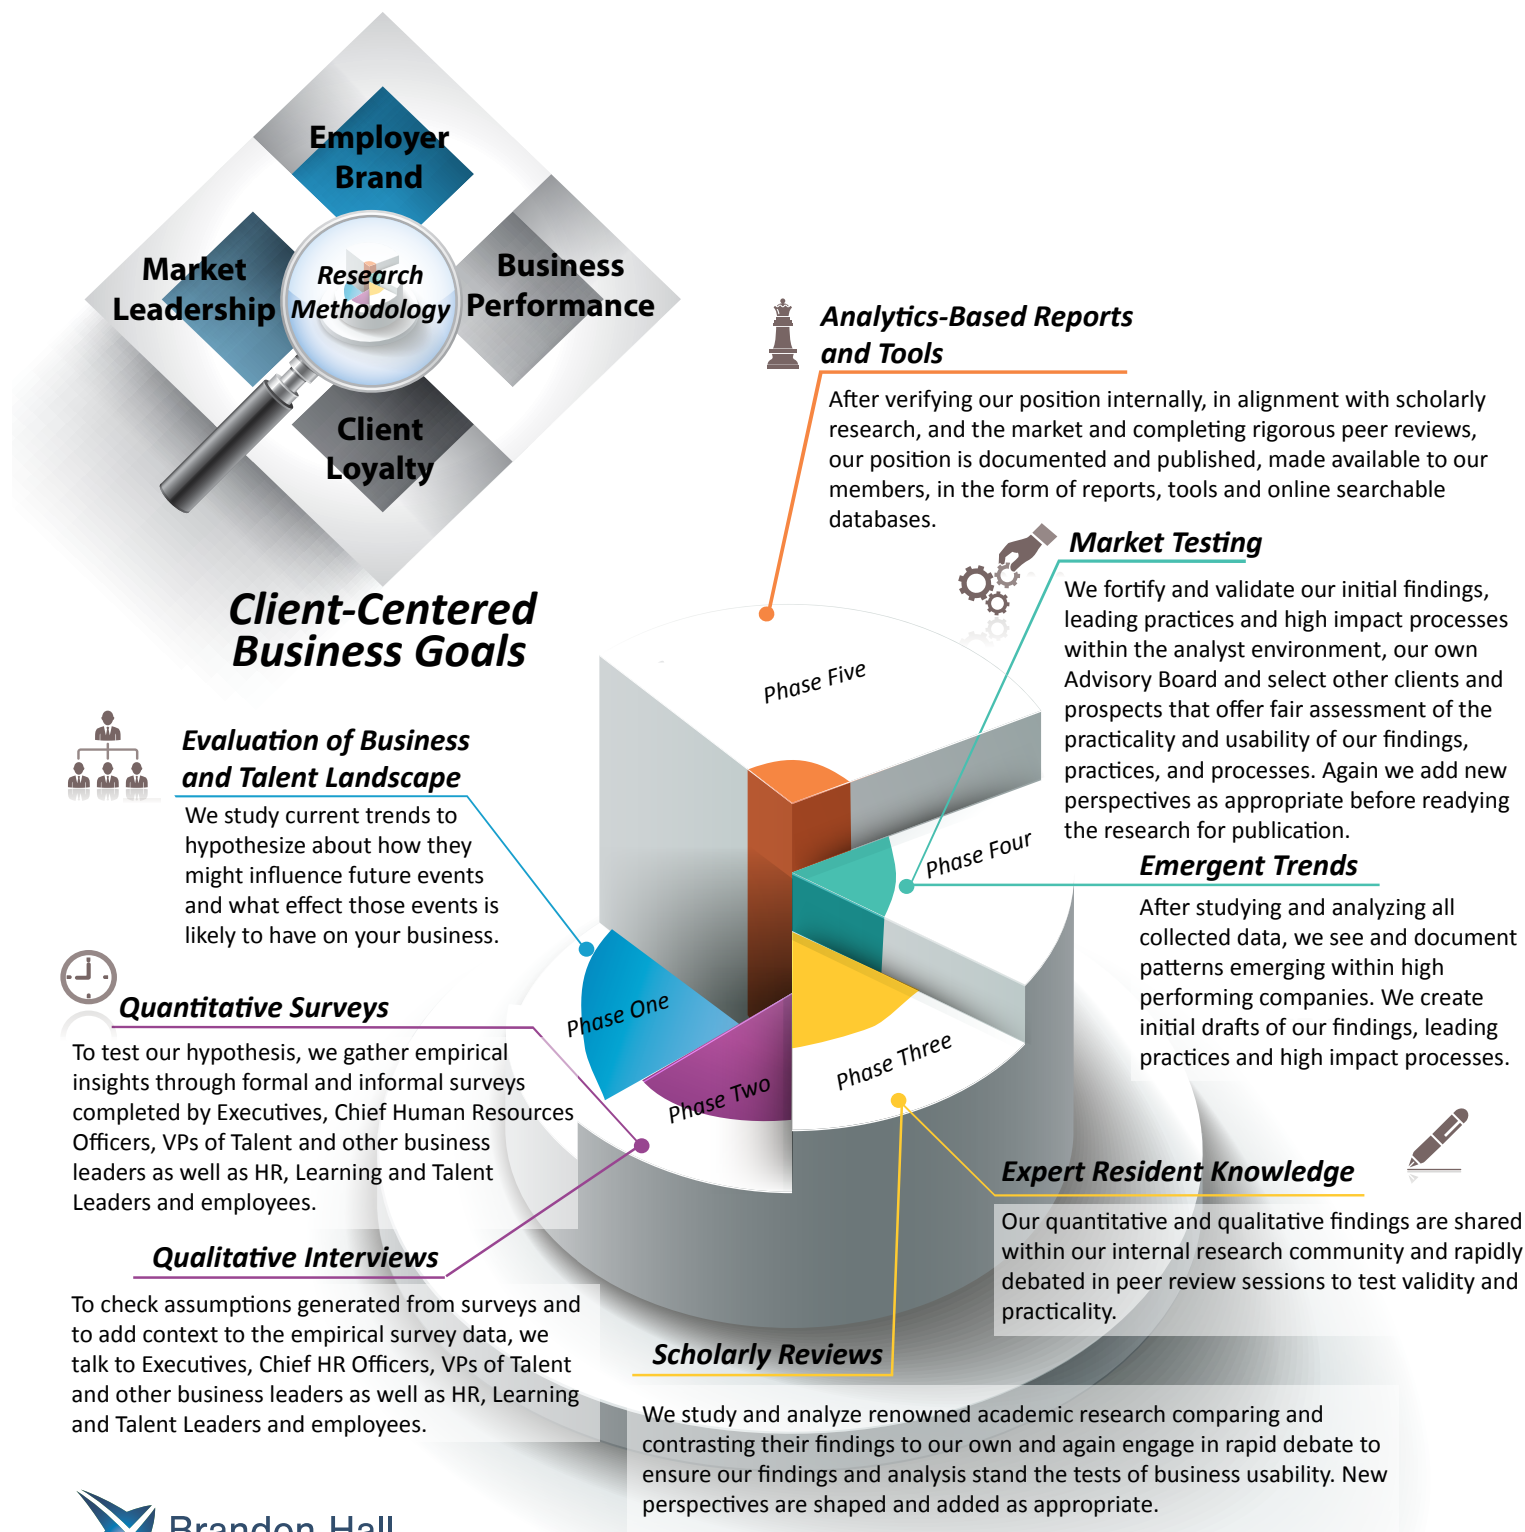 Employer
Brand
Market
Leadership
Research
Methodology
Business
Performance
Client
Loyalty
Client-Centered
Business Goals
Analytics-Based Reports
and Tools
After verifying our position internally, in alignment with scholarly
research, and the market and completing rigorous peer reviews,
our position is documented and published, made available to our
members, in the form of reports, tools and online searchable
databases.
Market Testing
We fortify and validate our initial findings,
leading practices and high impact processes
within the analyst environment, our own
Advisory Board and select other clients and
prospects that offer fair assessment of the
practicality and usability of our findings,
practices, and processes. Again we add new
perspectives as appropriate before readying
the research for publication.
Emergent Trends
After studying and analyzing all
collected data, we see and document
patterns emerging within high
performing companies. We create
initial drafts of our findings, leading
practices and high impact processes.
Phase Five
Phase Four
Phase One
Phase Two
Phase Three
Evaluation of Business
and Talent Landscape
We study current trends to
hypothesize about how they
might influence future events
and what effect those events is
likely to have on your business.
Quantitative Surveys
To test our hypothesis, we gather empirical
insights through formal and informal surveys
completed by Executives, Chief Human Resources
Officers, VPs of Talent and other business
leaders as well as HR, Learning and Talent
Leaders and employees.
Qualitative Interviews
To check assumptions generated from surveys and
to add context to the empirical survey data, we
talk to Executives, Chief HR Officers, VPs of Talent
and other business leaders as well as HR, Learning
and Talent Leaders and employees.
Expert Resident Knowledge
Our quantitative and qualitative findings are shared
within our internal research community and rapidly
debated in peer review sessions to test validity and
practicality.
Scholarly Reviews
We study and analyze renowned academic research comparing and
contrasting their findings to our own and again engage in rapid debate to
ensure our findings and analysis stand the tests of business usability. New
perspectives are shaped and added as appropriate.
Brandon Hall